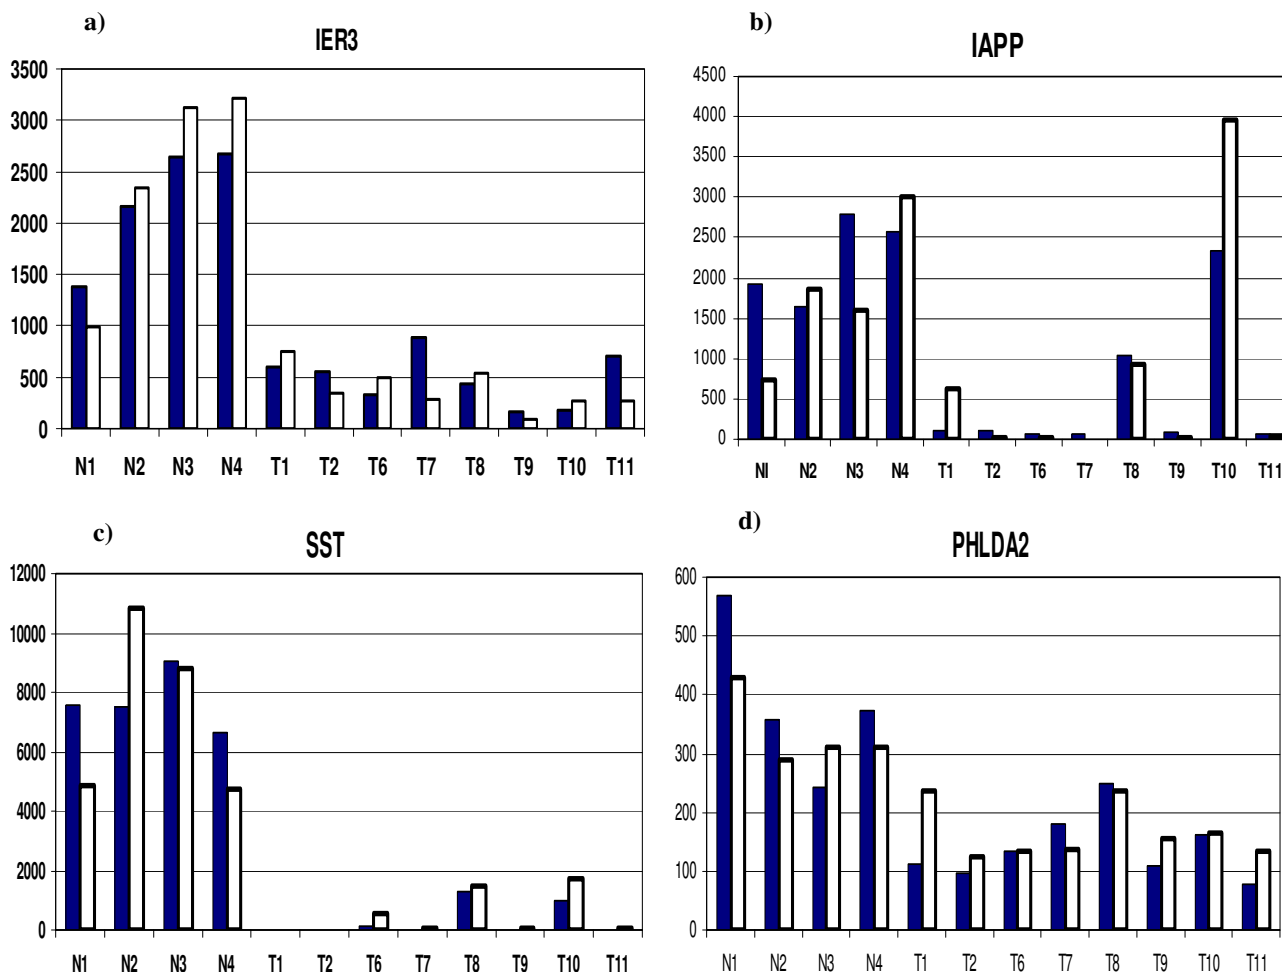 a)
IER3
3500
3000
2500
2000
1500
1000
500
0
N1 N2 N3 N4 T1 T2 T6 T7 T8 T9 T10 T11
b)
IAPP
4500
4000
3500
3000
2500
2000
1500
1000
500
0
NI N2 N3 N4 T1 T2 T6 T7 T8 T9 T10 T11
c)
SST
12000
10000
8000
6000
4000
2000
0
N1 N2 N3 N4 T1 T2 T6 T7 T8 T9 T10 T11
d)
PHLDA2
600
500
400
300
200
100
0
N1 N2 N3 N4 T1 T2 T6 T7 T8 T9 T10 T11